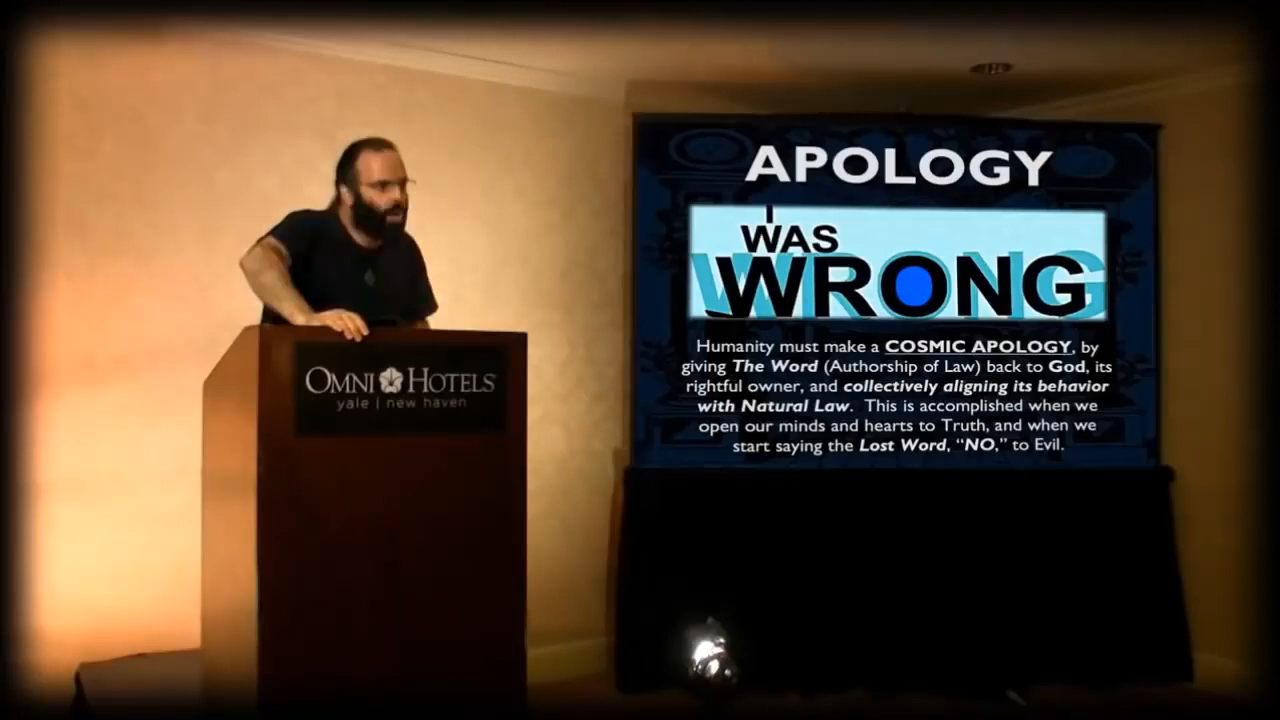 APOLOGY
I
WAS
WRONG
Humanity must make a COSMIC APOLOGY, by
giving The Word (Authorship of Law) back to God, its
rightful owner, and collectively aligning its behavior
with Natural Law. This is accomplished when we
open our minds and hearts to Truth, and when we
start saying the Lost Word, “NO,” to Evil.
OMNI HOTELS
yale | new haven